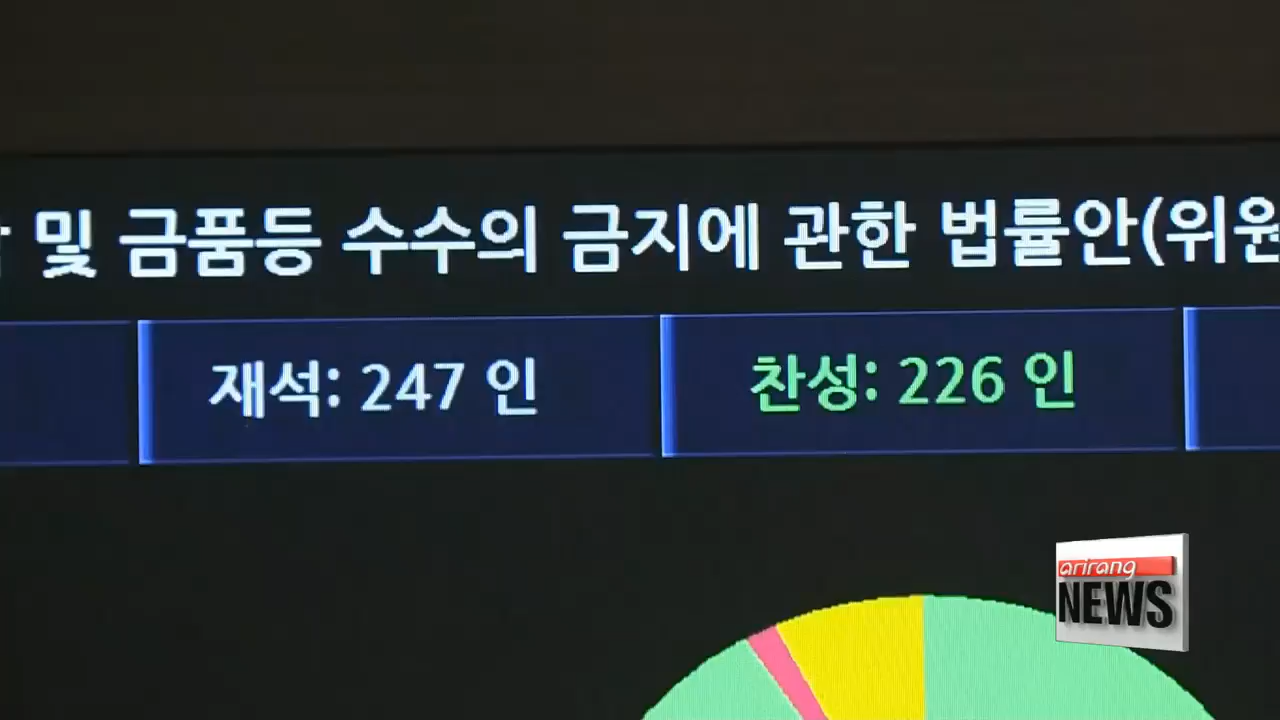 및 금품등 수수의 금지에 관한 법률안(위원
재석: 247 인
찬성: 226 인
arirang
NEWS